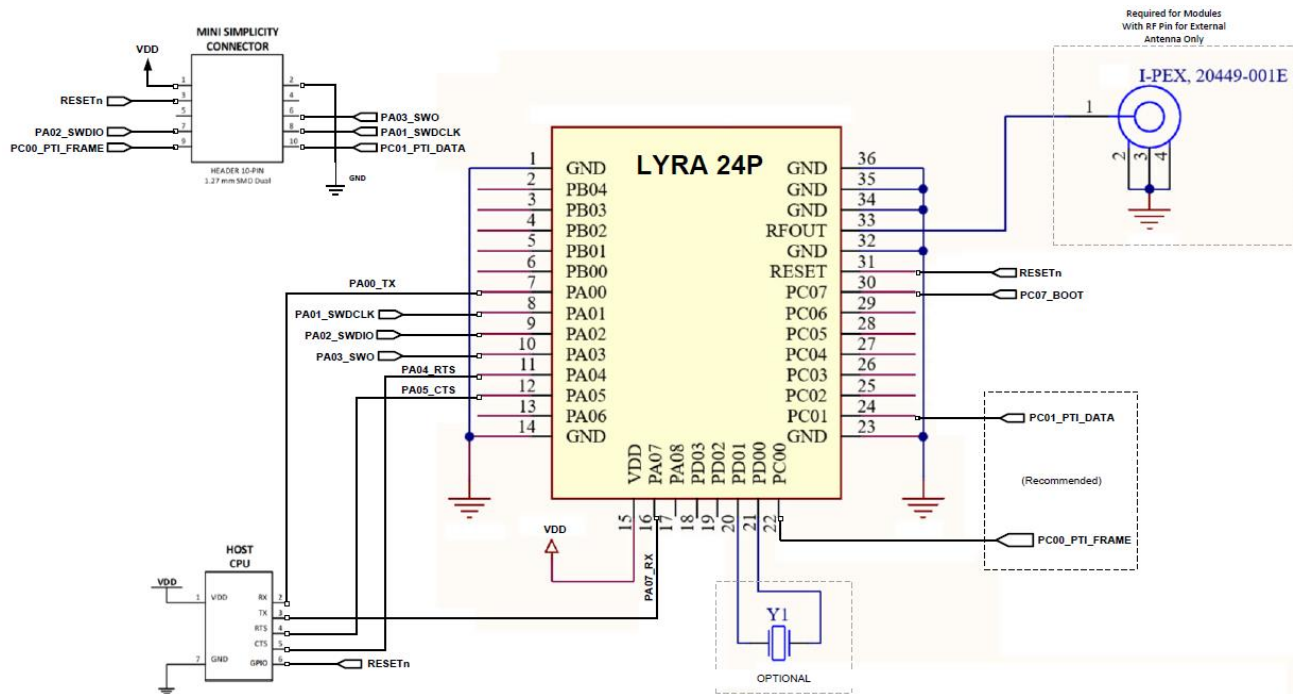 MINI SIMPLICITY
CONNECTOR
VDD
1
2
RESETn
3
4
5
6
PA03_SWO
PA02_SWDIO
7
8
PA01_SWDCLK
PC00_PTI_FRAME
9
10
PC01_PTI_DATA
HEADER 10-PIN
1.27 mm SMD Dual
GND
Required for Modules
With RF Pin for External
Antenna Only
I-PEX, 20449-001E
1
2
3
4
LYRA 24P
1 GND
2 PB04
3 PB03
4 PB02
5 PB01
6 PB00
7 PA00
8 PA01
9 PA02
10 PA03
11 PA04
12 PA05
13 PA06
14 GND
GND 36
GND 35
GND 34
RFOUT 33
GND 32
RESET 31
PC07 30
PC06 29
PC05 28
PC04 27
PC03 26
PC02 25
PC01 24
GND 23
VDD 15
PA07 16
PA08 17
PD03 18
PD02 19
PD01 20
PD00 21
PC00 22
PA00_TX
PA01_SWDCLK
PA02_SWDIO
PA03_SWO
PA04_RTS
PA05_CTS
RESETn
PC07_BOOT
PC01_PTI_DATA
(Recommended)
PC00_PTI_FRAME
VDD
PA07_RX
Y1
OPTIONAL
HOST
CPU
VDD
1 VDD
RX 2
TX 3
RTS 4
CTS 5
7 GND
GPIO 6
RESETn